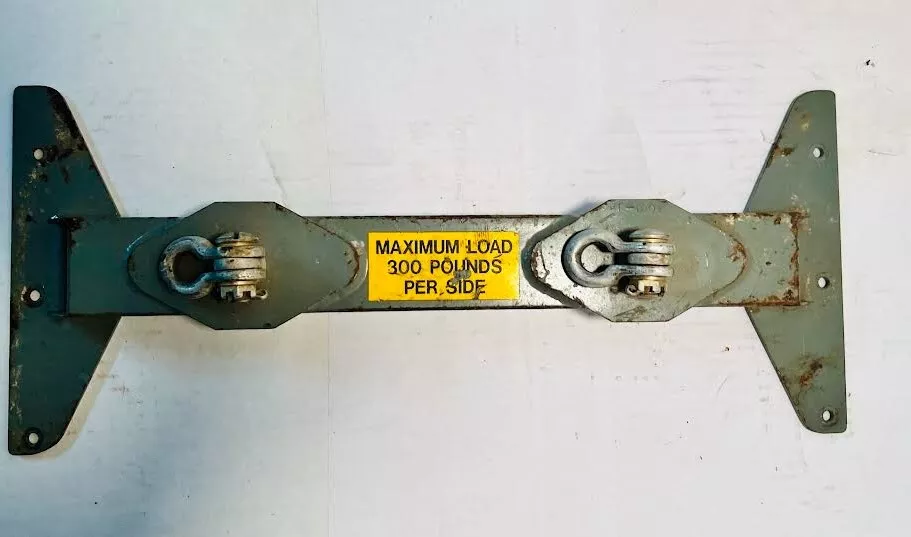 MAXIMUM LOAD
300 POUNDS
PER SIDE